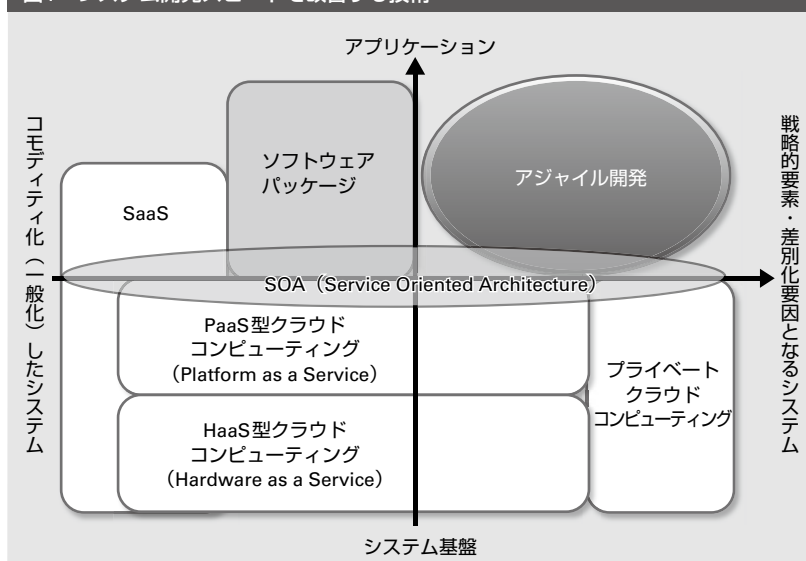 アプリケーション
コモディティ化（一般化）したシステム
戦略的要素・差別化要因となるシステム
ソフトウェア
パッケージ
アジャイル開発
SaaS
SOA（Service Oriented Architecture）
PaaS型クラウド
コンピューティング
（Platform as a Service）
プライベート
クラウド
コンピューティング
HaaS型クラウド
コンピューティング
（Hardware as a Service）
システム基盤